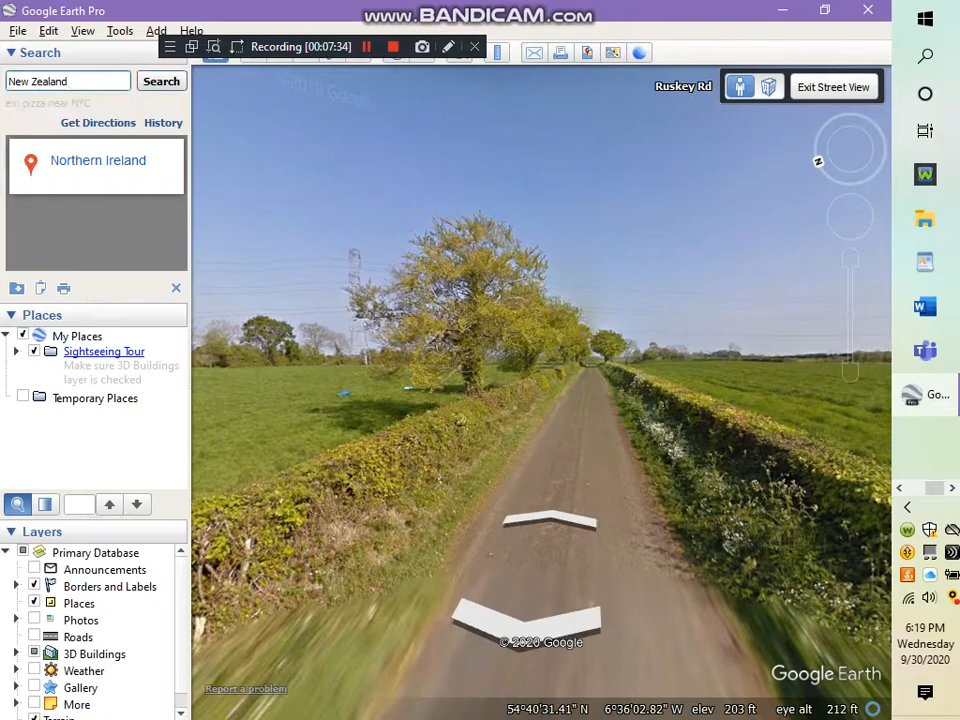 Google Earth Pro
www.BANDICAM.com
File Edit View Tools Add Help
Recording [00:07:34]
Search
New Zealand Search
ex: pizza near NYC
Get Directions History
Northern Ireland
Ruskey Rd
Exit Street View
N
Places
My Places
Sightseeing Tour
Make sure 3D Buildings
layer is checked
Temporary Places
Layers
Primary Database
Announcements
Borders and Labels
Places
Photos
Roads
3D Buildings
Weather
Gallery
More
Terrain
Report a problem
© 2020 Google
Google Earth
54°40'31.41" N 6°36'02.82" W elev 203 ft eye alt 212 ft
Go...
6:19 PM
Wednesday
9/30/2020